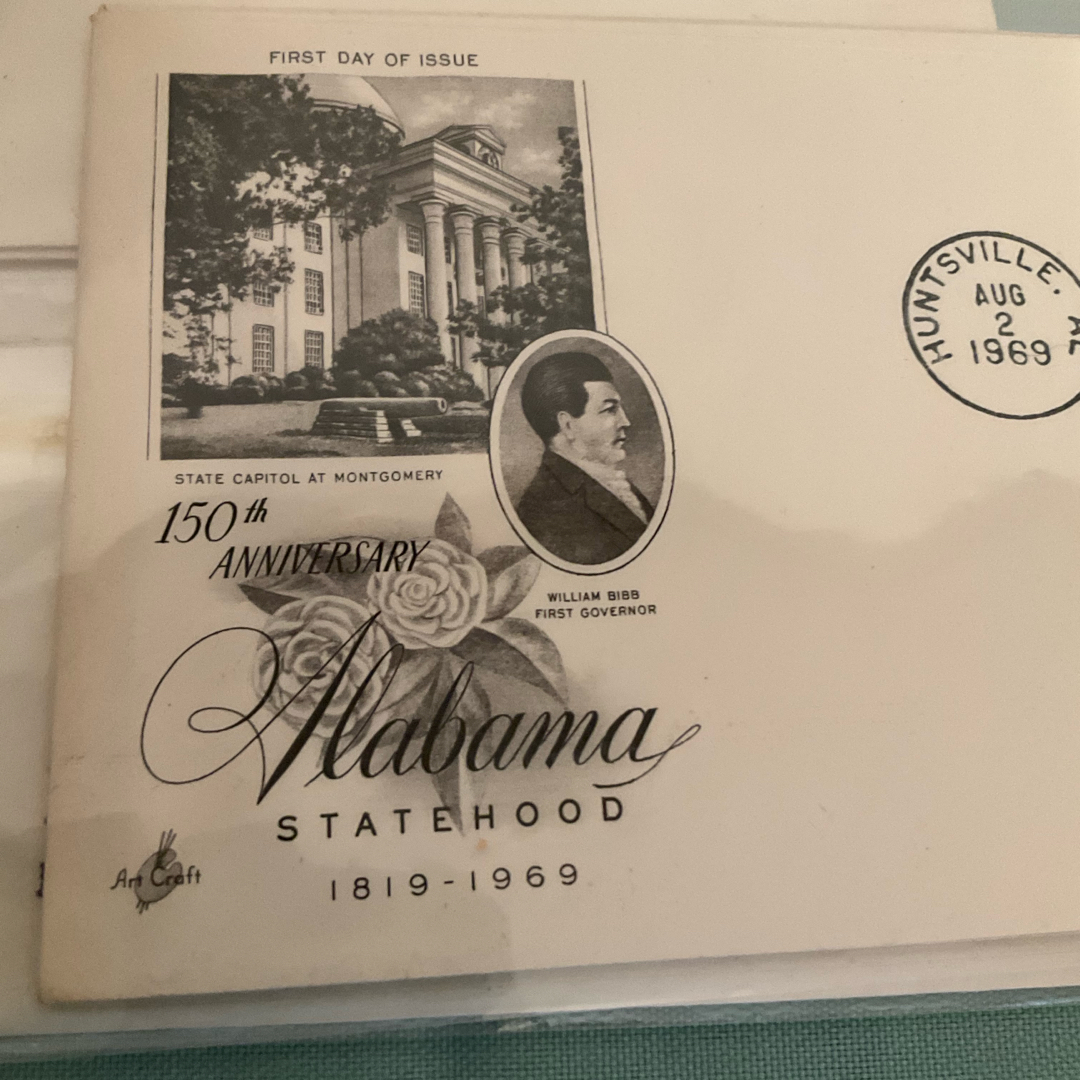 FIRST DAY OF ISSUE
STATE CAPITOL AT MONTGOMERY
150th
ANNIVERSARY
WILLIAM BIBB
FIRST GOVERNOR
Alabama
STATEHOOD
1819-1969
Art Craft
HUNTSVILLE.
AUG
2
1969